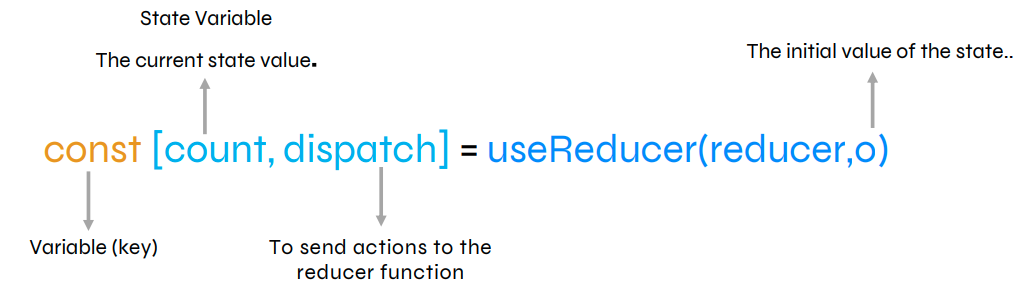 State Variable
The current state value.
The initial value of the state..
const [count, dispatch] = useReducer(reducer,o)
Variable (key)
To send actions to the
reducer function